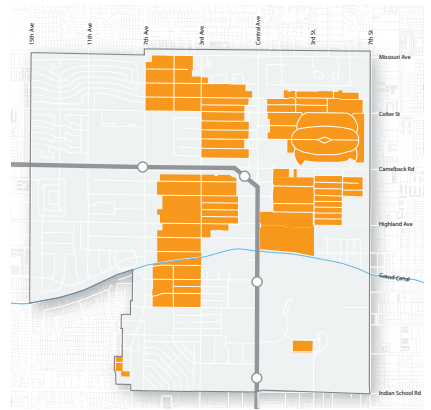 15th Ave
11th Ave
7th Ave
3rd Ave
Central Ave
3rd St.
7th St
Missouri Ave
Colter St
Camelback Rd
Highland Ave
Grand Canal
Indian School Rd